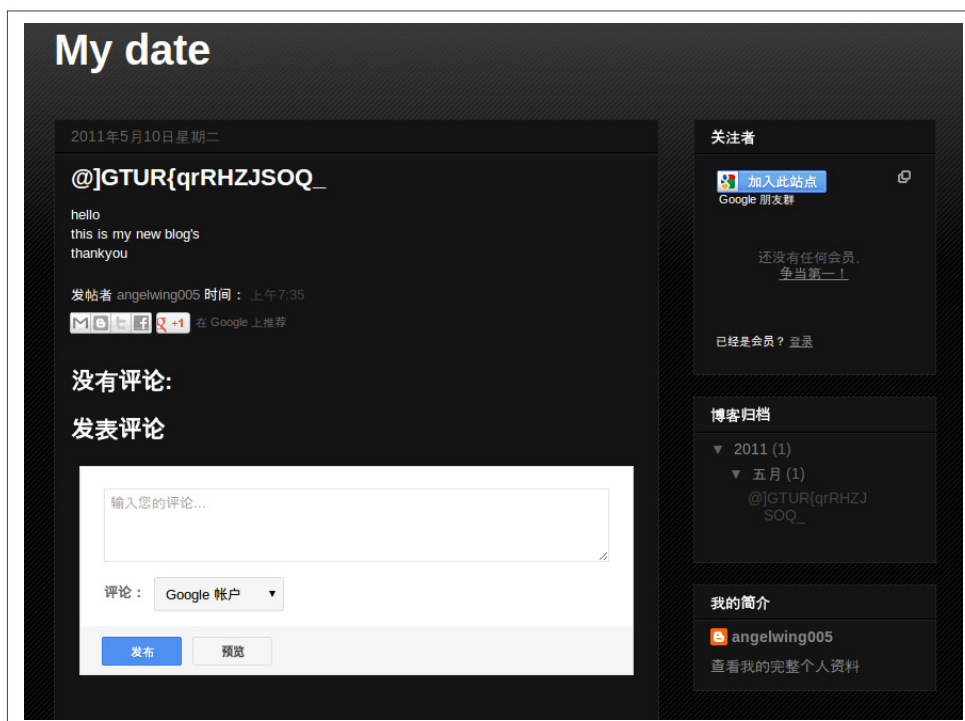 My date
2011年5月10日星期二
@]GTUR{qrRHZJSOQ_
hello
this is my new blog's
thankyou
发帖者 angelwing005 时间： 上午7:35
g +1 在 Google 上推荐
没有评论:
发表评论
输入您的评论...
评论： Google 帐户
发布 预览
关注者
加入此站点
Google 朋友群
还没有任何会员.
争当第一！
已经是会员？ 登录
博客归档
▼ 2011 (1)
▼ 五月 (1)
@]GTUR{qrRHZJ
SOQ_
我的简介
angelwing005
查看我的完整个人资料